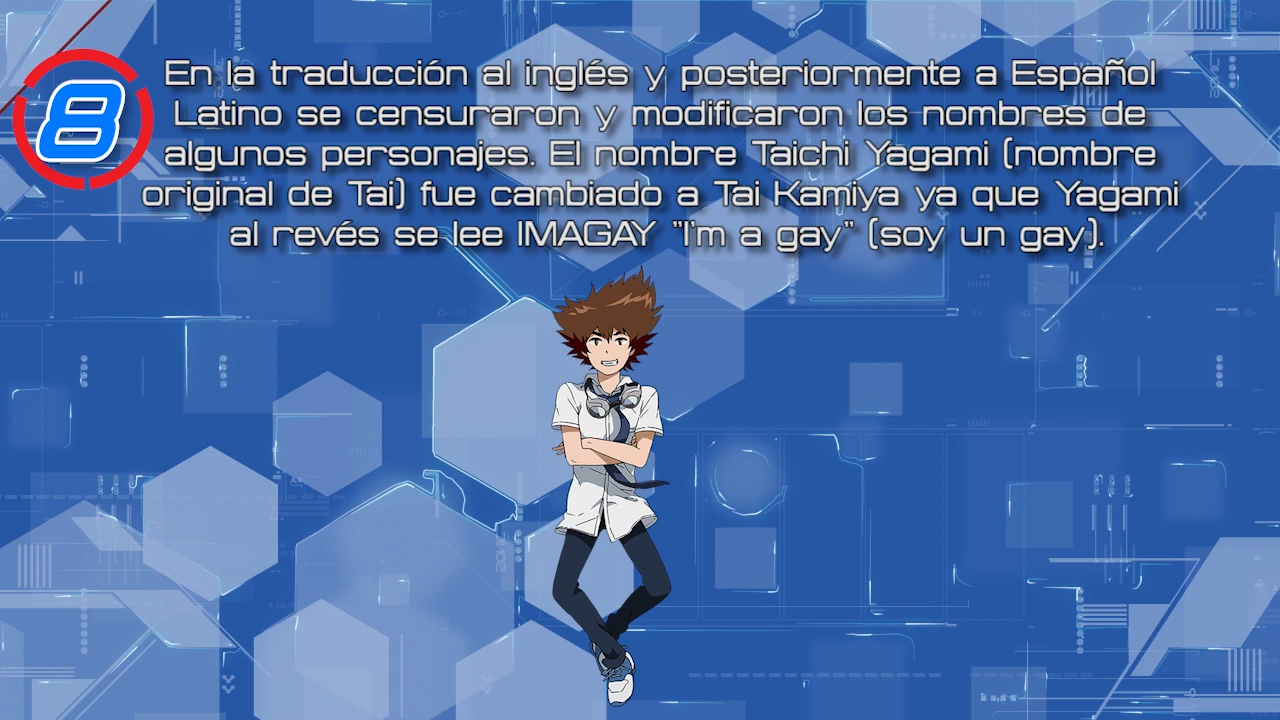 8
En la traducción al inglés y posteriormente a Español
Latino se censuraron y modificaron los nombres de
algunos personajes. El nombre Taichi Yagami (nombre
original de Tai) fue cambiado a Tai Kamiya ya que Yagami
al revés se lee IMAGAY "I'm a gay" (soy un gay).